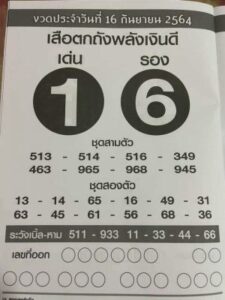 งวดประจำวันที่ 16 กันยายน 2564
เสือตกถังพลังเงินดี
เด่น รอง
1 6
ชุดสามตัว
513 - 514 - 516 - 349
463 - 965 - 968 - 945
ชุดสองตัว
13 - 14 - 65 - 16 - 49 - 31
63 - 45 - 61 - 56 - 68 - 36
ระวังเบิ้ล-หาม 511 - 933 11 - 33 - 44 - 66
เลขที่ออก